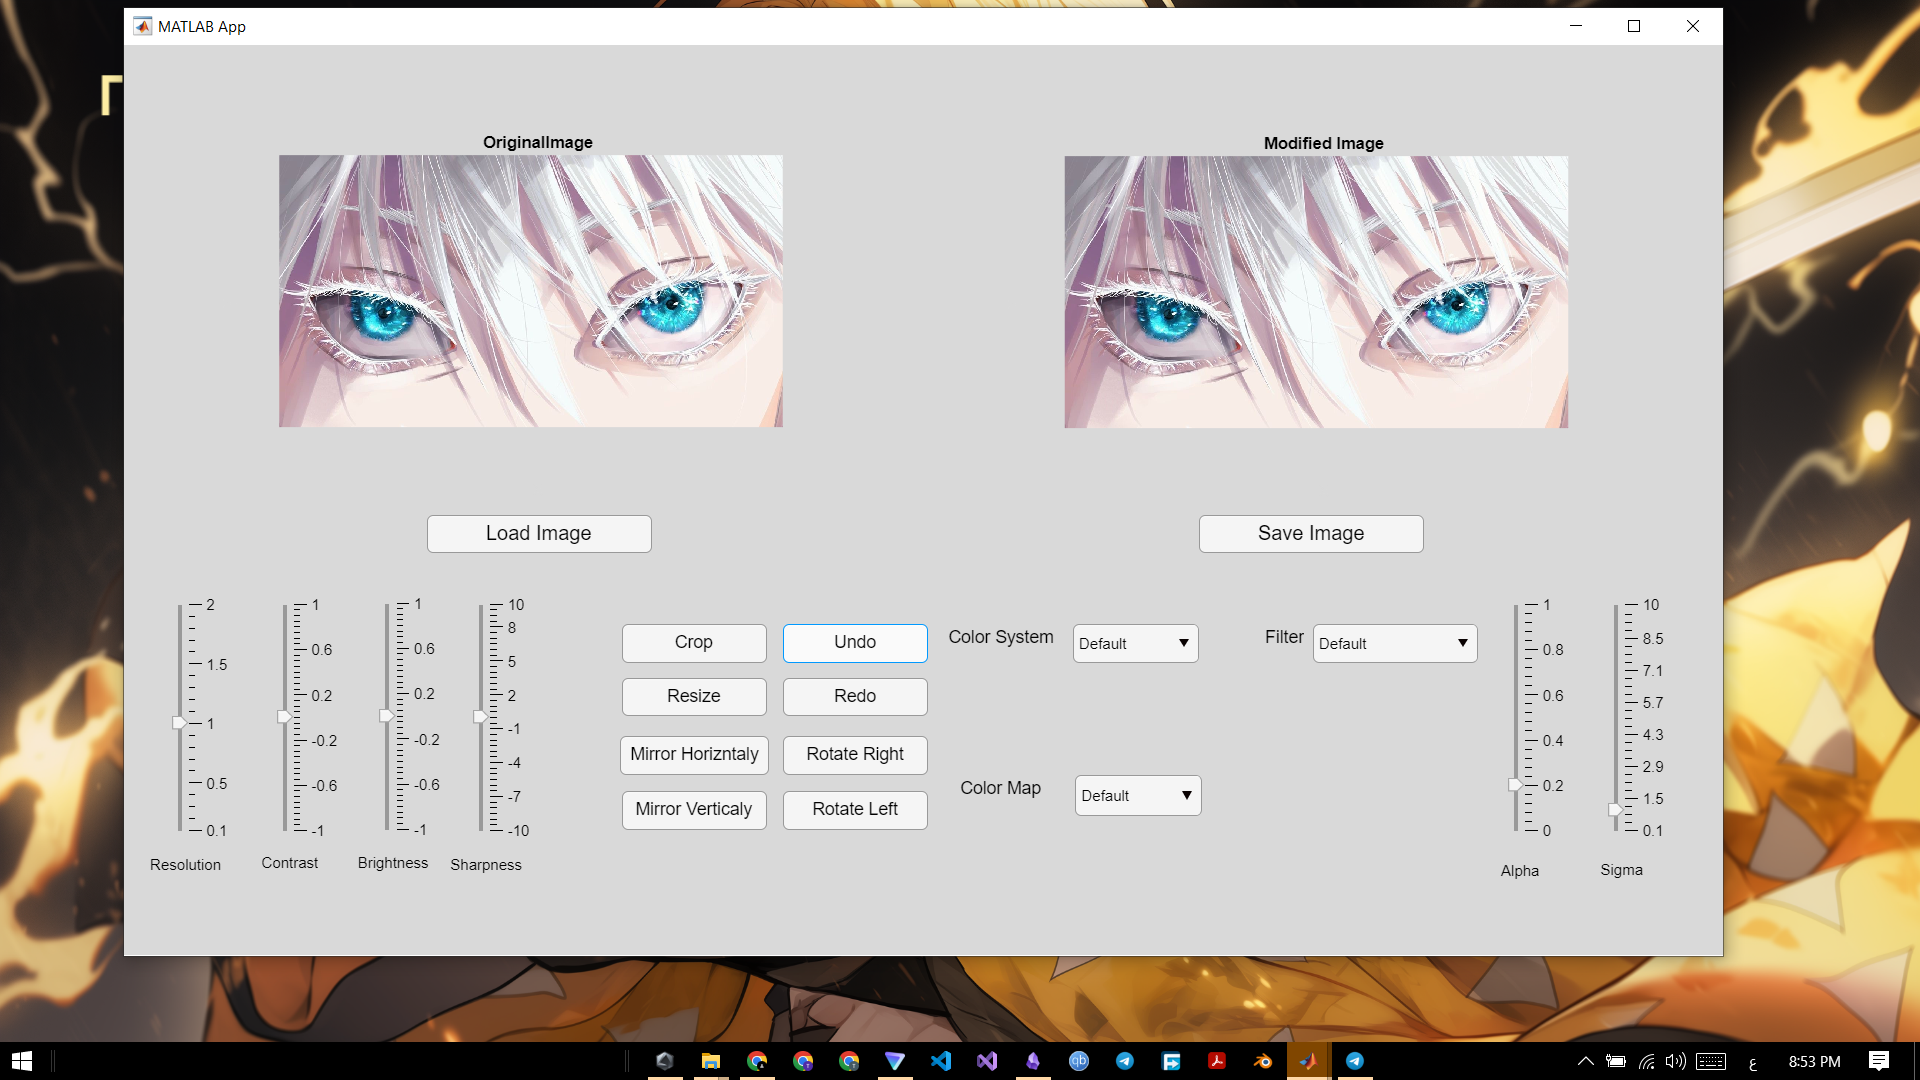 MATLAB App
OriginalImage
Modified Image
Load Image
Save Image
2
1.5
1
0.5
0.1
Resolution
1
0.6
0.2
-0.2
-0.6
-1
Contrast
1
0.6
0.2
-0.2
-0.6
-1
Brightness
10
8
5
2
-1
-4
-7
-10
Sharpness
Crop
Undo
Resize
Redo
Mirror Horizntaly
Rotate Right
Mirror Verticaly
Rotate Left
Color System
Default
Color Map
Default
Filter
Default
1
0.8
0.6
0.4
0.2
0
Alpha
10
8.5
7.1
5.7
4.3
2.9
1.5
0.1
Sigma
qb
ع
8:53 PM